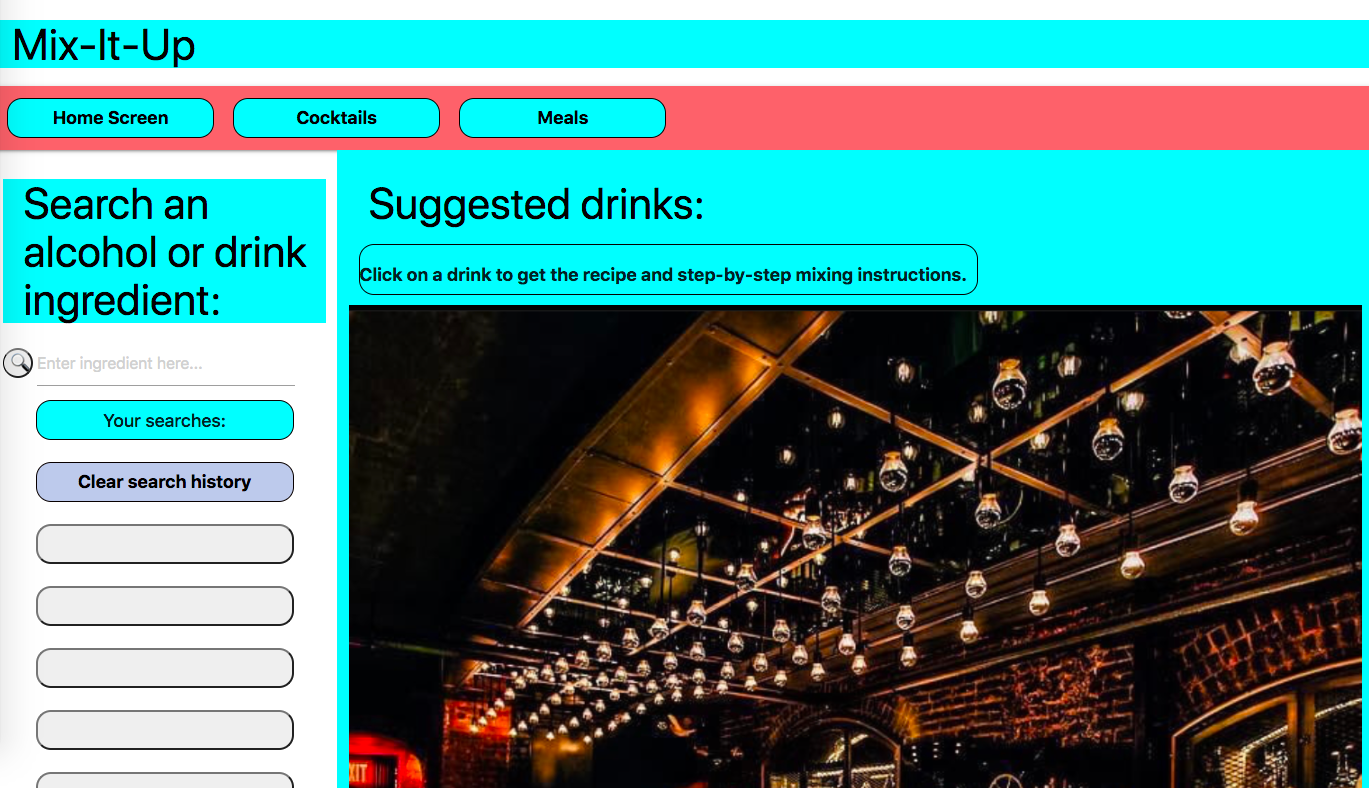 Mix-It-Up
Home Screen
Cocktails
Meals
Search an
alcohol or drink
ingredient:
Enter ingredient here...
Your searches:
Clear search history
Suggested drinks:
Click on a drink to get the recipe and step-by-step mixing instructions.
XIT